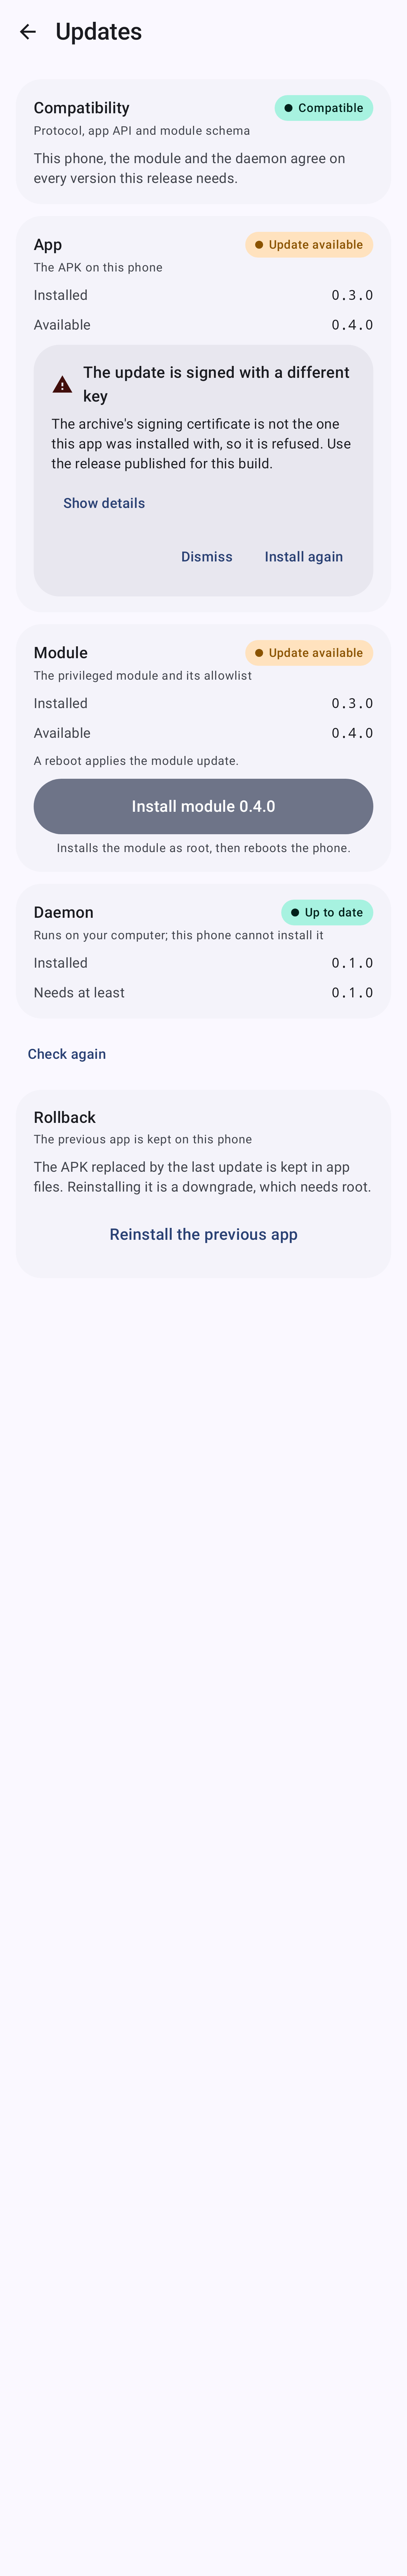 Updates
Compatibility
Compatible
Protocol, app API and module schema
This phone, the module and the daemon agree on
every version this release needs.
App
Update available
The APK on this phone
Installed
0.3.0
Available
0.4.0
The update is signed with a different
key
The archive's signing certificate is not the one
this app was installed with, so it is refused. Use
the release published for this build.
Show details
Dismiss
Install again
Module
Update available
The privileged module and its allowlist
Installed
0.3.0
Available
0.4.0
A reboot applies the module update.
Install module 0.4.0
Installs the module as root, then reboots the phone.
Daemon
Up to date
Runs on your computer; this phone cannot install it
Installed
0.1.0
Needs at least
0.1.0
Check again
Rollback
The previous app is kept on this phone
The APK replaced by the last update is kept in app
files. Reinstalling it is a downgrade, which needs root.
Reinstall the previous app